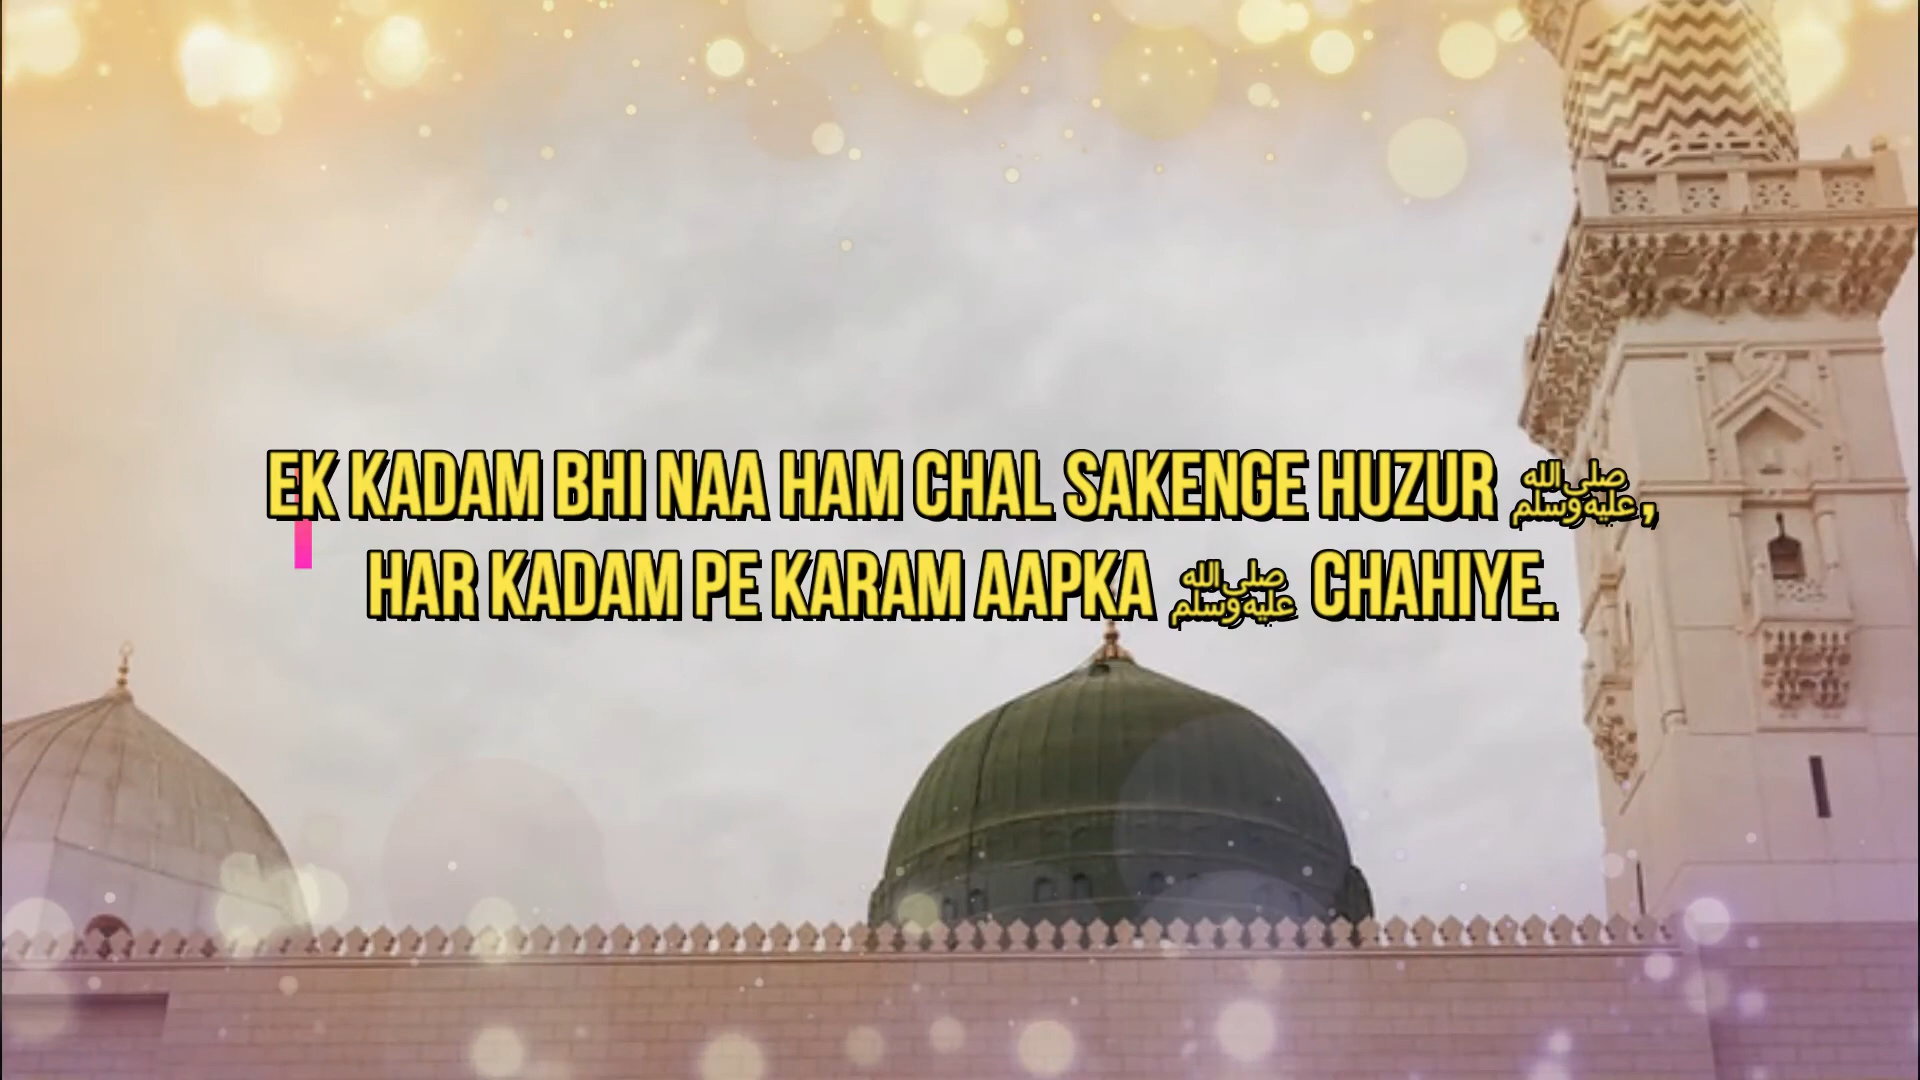 EK KADAM BHI NAA HAM CHAL SAKENGE HUZUR ﷺ,
HAR KADAM PE KARAM AAPKA ﷺ CHAHIYE.